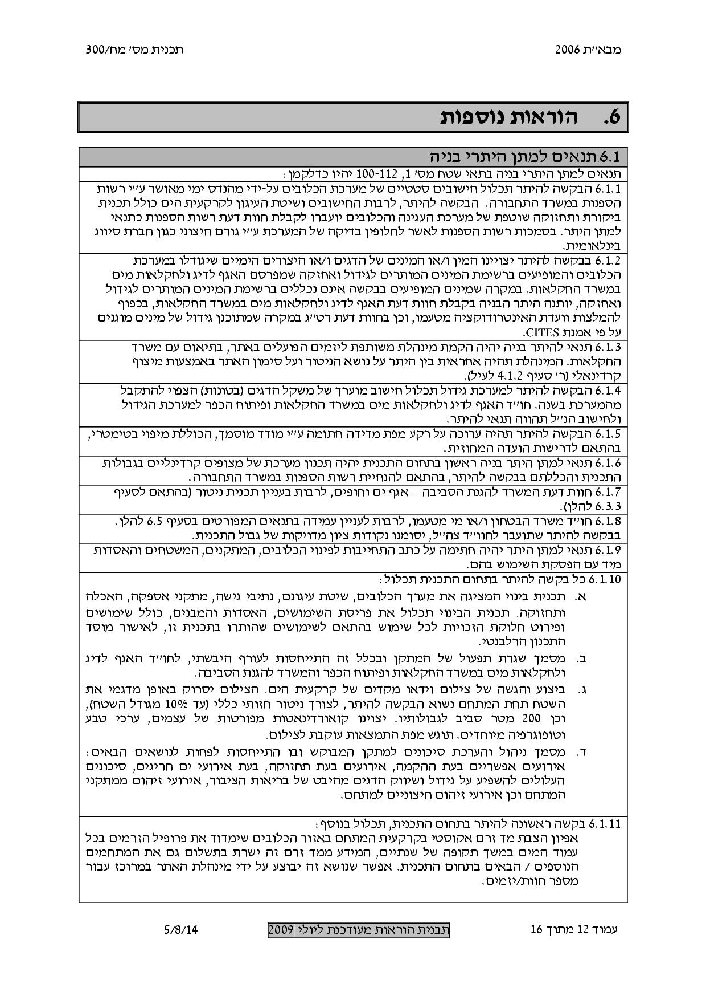 מבא״ת 2006
תכנית מס׳ מח/300
6. הוראות נוספות
6.1.תנאים למתן היתרי בניה
תנאים למתן היתרי בניה בתאי שטח מס׳ 1, 100-112 יהיו כדלקמן:
6.1.1 הבקשה להיתר תכלול חישובים סטטיים של מערכת הכלובים על-ידי מהנדס ימי מאושר ע״י רשות
הספנות במשרד התחבורה. הבקשה להיתר, לרבות החישובים ושיטת העיגון לקרקעית הים כולל תכנית
ביקורת ותחזוקה שוטפת של מערכת העגינה והכלובים יועברו לקבלת חוות דעת רשות הספנות כתנאי
למתן היתר. בסמכות רשות הספנות לאשר לחלופין בדיקה של המערכת ע״י גורם חיצוני כגון חברת סיווג
בינלאומית.
6.1.2 בבקשה להיתר יצויינו המין ו/או המינים של הדגים ו/או היצורים הימיים שיגודלו במערכת
הכלובים והמופיעים ברשימת המינים המותרים לגידול ואחזקה שמפרסם האגף לדיג ולחקלאות מים
במשרד החקלאות. במקרה שמינים המופיעים בבקשה אינם נכללים ברשימת המינים המותרים לגידול
ואחזקה, יותנה היתר הבניה בקבלת חוות דעת האגף לדיג ולחקלאות מים במשרד החקלאות, בכפוף
להמלצות וועדת האינטרודוקציה מטעמו, וכן בחוות דעת רט״ג במקרה שמתוכנן גידול של מינים מוגנים
על פי אמנת CITES.
6.1.3 תנאי להיתר בניה יהיה הקמת מינהלת משותפת ליזמים הפועלים באתר, בתיאום עם משרד
החקלאות. המינהלת תהיה אחראית בין היתר על נושא הניטור ועל סימון האתר באמצעות מיצוף
קרדינאלי (ר׳ סעיף 4.1.2 לעיל).
6.1.4 הבקשה להיתר למערכת גידול תכלול חישוב מוערך של משקל הדגים (בטונות) הצפוי להתקבל
מהמערכת בשנה. חו״ד האגף לדיג ולחקלאות מים במשרד החקלאות ופיתוח הכפר למערכת הגידול
ולחישוב הנ״ל תהווה תנאי להיתר.
6.1.5 הבקשה להיתר תהיה ערוכה על רקע מפת מדידה חתומה ע״י מודד מוסמך, הכוללת מיפוי בטימטרי,
בהתאם לדרישות הועדה המחוזית.
6.1.6 תנאי למתן היתר בניה ראשון בתחום התכנית יהיה תכנון מערכת של מצופים קרדינליים בגבולות
התכנית והכללתם בבקשה להיתר, בהתאם להנחיית רשות הספנות במשרד התחבורה.
6.1.7 חוות דעת המשרד להגנת הסביבה – אגף ים וחופים, לרבות בעניין תכנית ניטור (בהתאם לסעיף
6.3.3 להלן).
6.1.8 חו״ד משרד הבטחון ו/או מי מטעמו, לרבות לעניין עמידה בתנאים המפורטים בסעיף 6.5 להלן.
בבקשה להיתר שתועבר לחוו״ד צה״ל, יסומנו נקודות ציון מדויקות של גבול התכנית.
6.1.9 תנאי למתן היתר יהיה חתימה על כתב התחייבות לפינוי הכלובים, המתקנים, המשטחים והאסדות
מיד עם הפסקת השימוש בהם.
6.1.10 כל בקשה להיתר בתחום התכנית תכלול:
א. תכנית בינוי המציגה את מערך הכלובים, שיטת עיגונם, נתיבי גישה, מתקני אספקה, האכלה
ותחזוקה. תכנית הבינוי תכלול את פריסת השימושים, האסדות והמבנים, כולל שימושים
ופירוט חלוקת הזכויות לכל שימוש בהתאם לשימושים שהותרו בתכנית זו, לאישור מוסד
התכנון הרלבנטי.
ב. מסמך שגרת תפעול של המתקן ובכלל זה התייחסות לעורף היבשתי, לחו״ד האגף לדיג
ולחקלאות מים במשרד החקלאות ופיתוח הכפר והמשרד להגנת הסביבה.
ג. ביצוע והגשה של צילום וידאו מקדים של קרקעית הים. הצילום יסרוק באופן מדגמי את
השטח תחת המתחם נשוא הבקשה להיתר, לצורך ניטור חזותי כללי (עד 10% מגודל השטח),
וכן 200 מטר סביב לגבולותיו. יצוינו קואורדינאטות מפורטות של עצמים, ערכי טבע
וטופוגרפיה מיוחדים. תוגש מפת התמצאות עוקבת לצילום.
ד. מסמך ניהול והערכת סיכונים למתקן המבוקש ובו התייחסות לפחות לנושאים הבאים:
אירועים אפשריים בעת ההקמה, אירועים בעת תחזוקה, בעת אירועי ים חריגים, סיכונים
העלולים להשפיע על גידול ושיווק הדגים מהיבט של בריאות הציבור, אירועי זיהום ממתקני
המתחם וכן אירועי זיהום חיצוניים למתחם.
6.1.11 בקשה ראשונה להיתר בתחום התכנית, תכלול בנוסף:
אפיון הצבת מד זרם אקוסטי בקרקעית המתחם באזור הכלובים שימדוד את פרופיל הזרמים בכל
עמוד המים במשך תקופה של שנתיים, המידע ממד זרם זה ישרת בתשלום גם את המתחמים
הנוספים / הבאים בתחום התכנית. אפשר שנושא זה יבוצע על ידי מינהלת האתר במרוכז עבור
מספר חוות/יזמים.
עמוד 12 מתוך 16
תבנית הוראות מעודכנת ליולי 2009
5/8/14